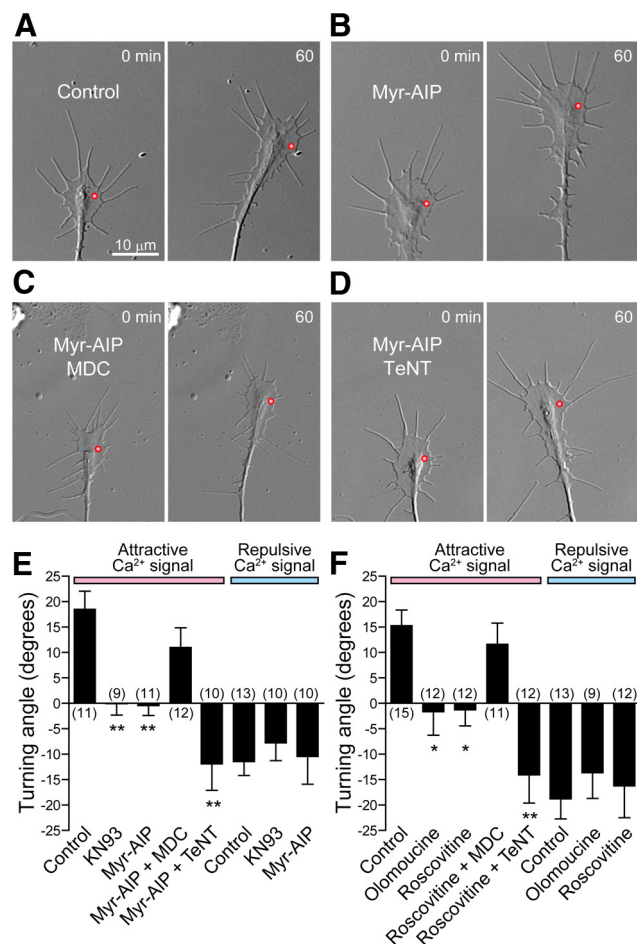 A
0 min
60
Control
10 μm
B
0 min
60
Myr-AIP
C
0 min
60
Myr-AIP
MDC
D
0 min
60
Myr-AIP
TeNT
E
Attractive
Ca2+ signal
Repulsive
Ca2+ signal
Turning angle (degrees)
25
20
15
10
5
0
-5
-10
-15
-20
-25
(11)
(9)
(11)
(12)
(10)
(13)
(10)
(10)
**
**
**
Control
KN93
Myr-AIP
Myr-AIP + MDC
Myr-AIP + TeNT
Control
KN93
Myr-AIP
F
Attractive
Ca2+ signal
Repulsive
Ca2+ signal
Turning angle (degrees)
25
20
15
10
5
0
-5
-10
-15
-20
-25
(15)
(12)
(12)
(11)
(12)
(13)
(9)
(12)
*
*
**
Control
Olomoucine
Roscovitine
Roscovitine + MDC
Roscovitine + TeNT
Control
Olomoucine
Roscovitine